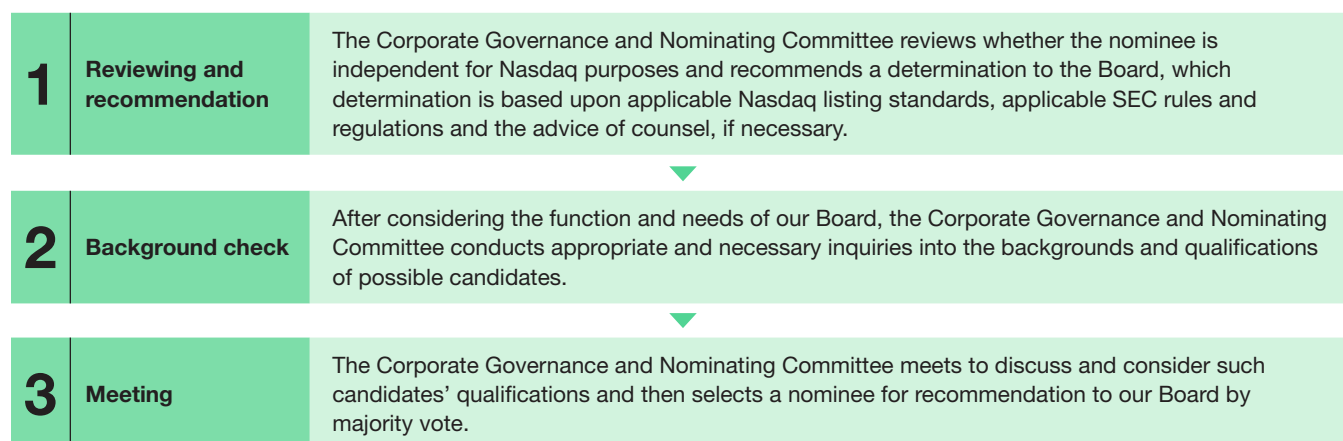 1
Reviewing and
recommendation
The Corporate Governance and Nominating Committee reviews whether the nominee is
independent for Nasdaq purposes and recommends a determination to the Board, which
determination is based upon applicable Nasdaq listing standards, applicable SEC rules and
regulations and the advice of counsel, if necessary.
2
Background check
After considering the function and needs of our Board, the Corporate Governance and Nominating
Committee conducts appropriate and necessary inquiries into the backgrounds and qualifications
of possible candidates.
3
Meeting
The Corporate Governance and Nominating Committee meets to discuss and consider such
candidates’ qualifications and then selects a nominee for recommendation to our Board by
majority vote.